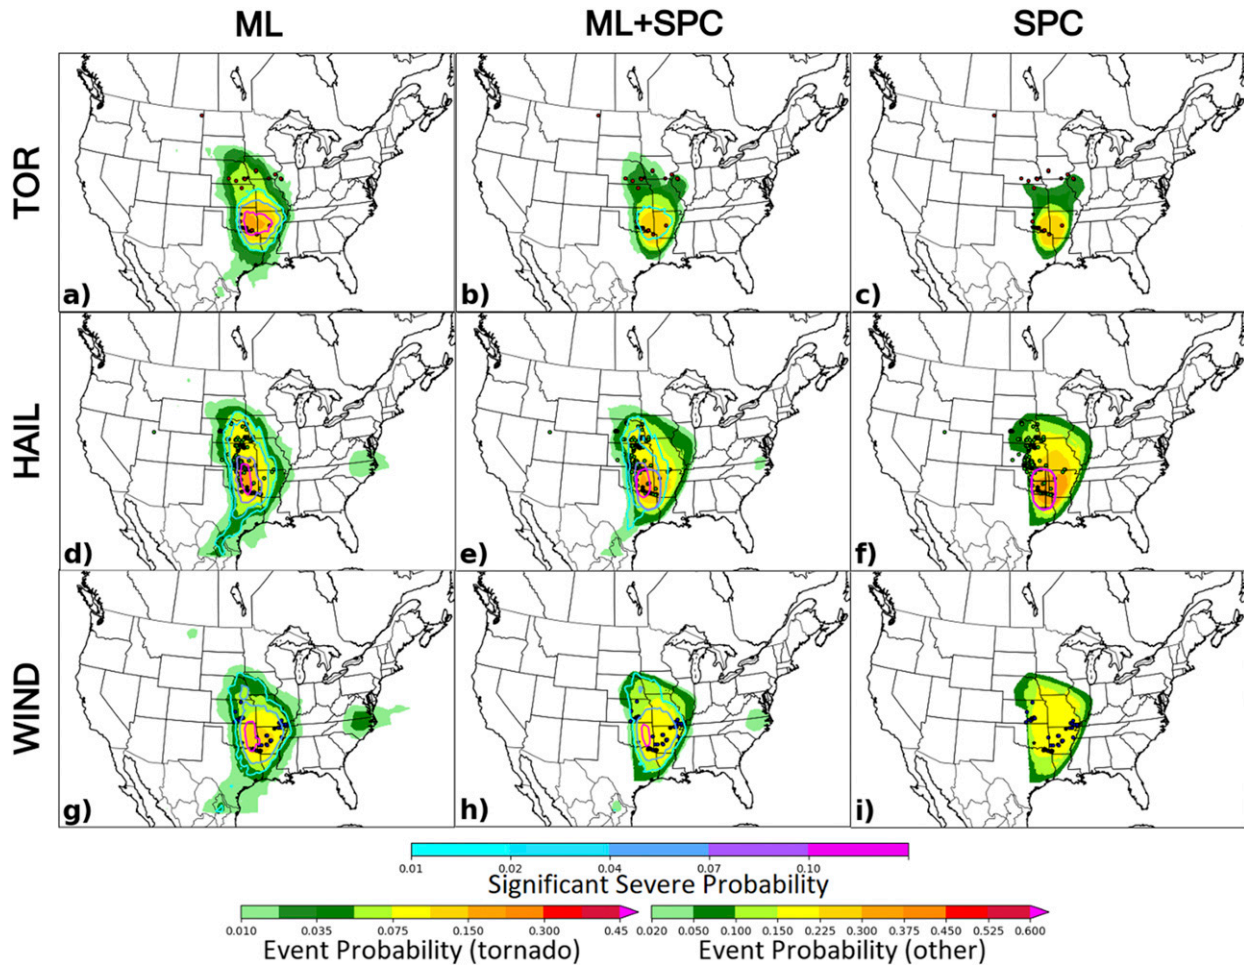 ML ML+SPC SPC
TOR
a) b) c)
HAIL
d) e) f)
WIND
g) h) i)
0.01 0.02 0.04 0.07 0.10
Significant Severe Probability
0.010 0.035 0.075 0.150 0.300 0.45 0.020 0.050 0.100 0.150 0.225 0.300 0.375 0.450 0.525 0.600
Event Probability (tornado) Event Probability (other)